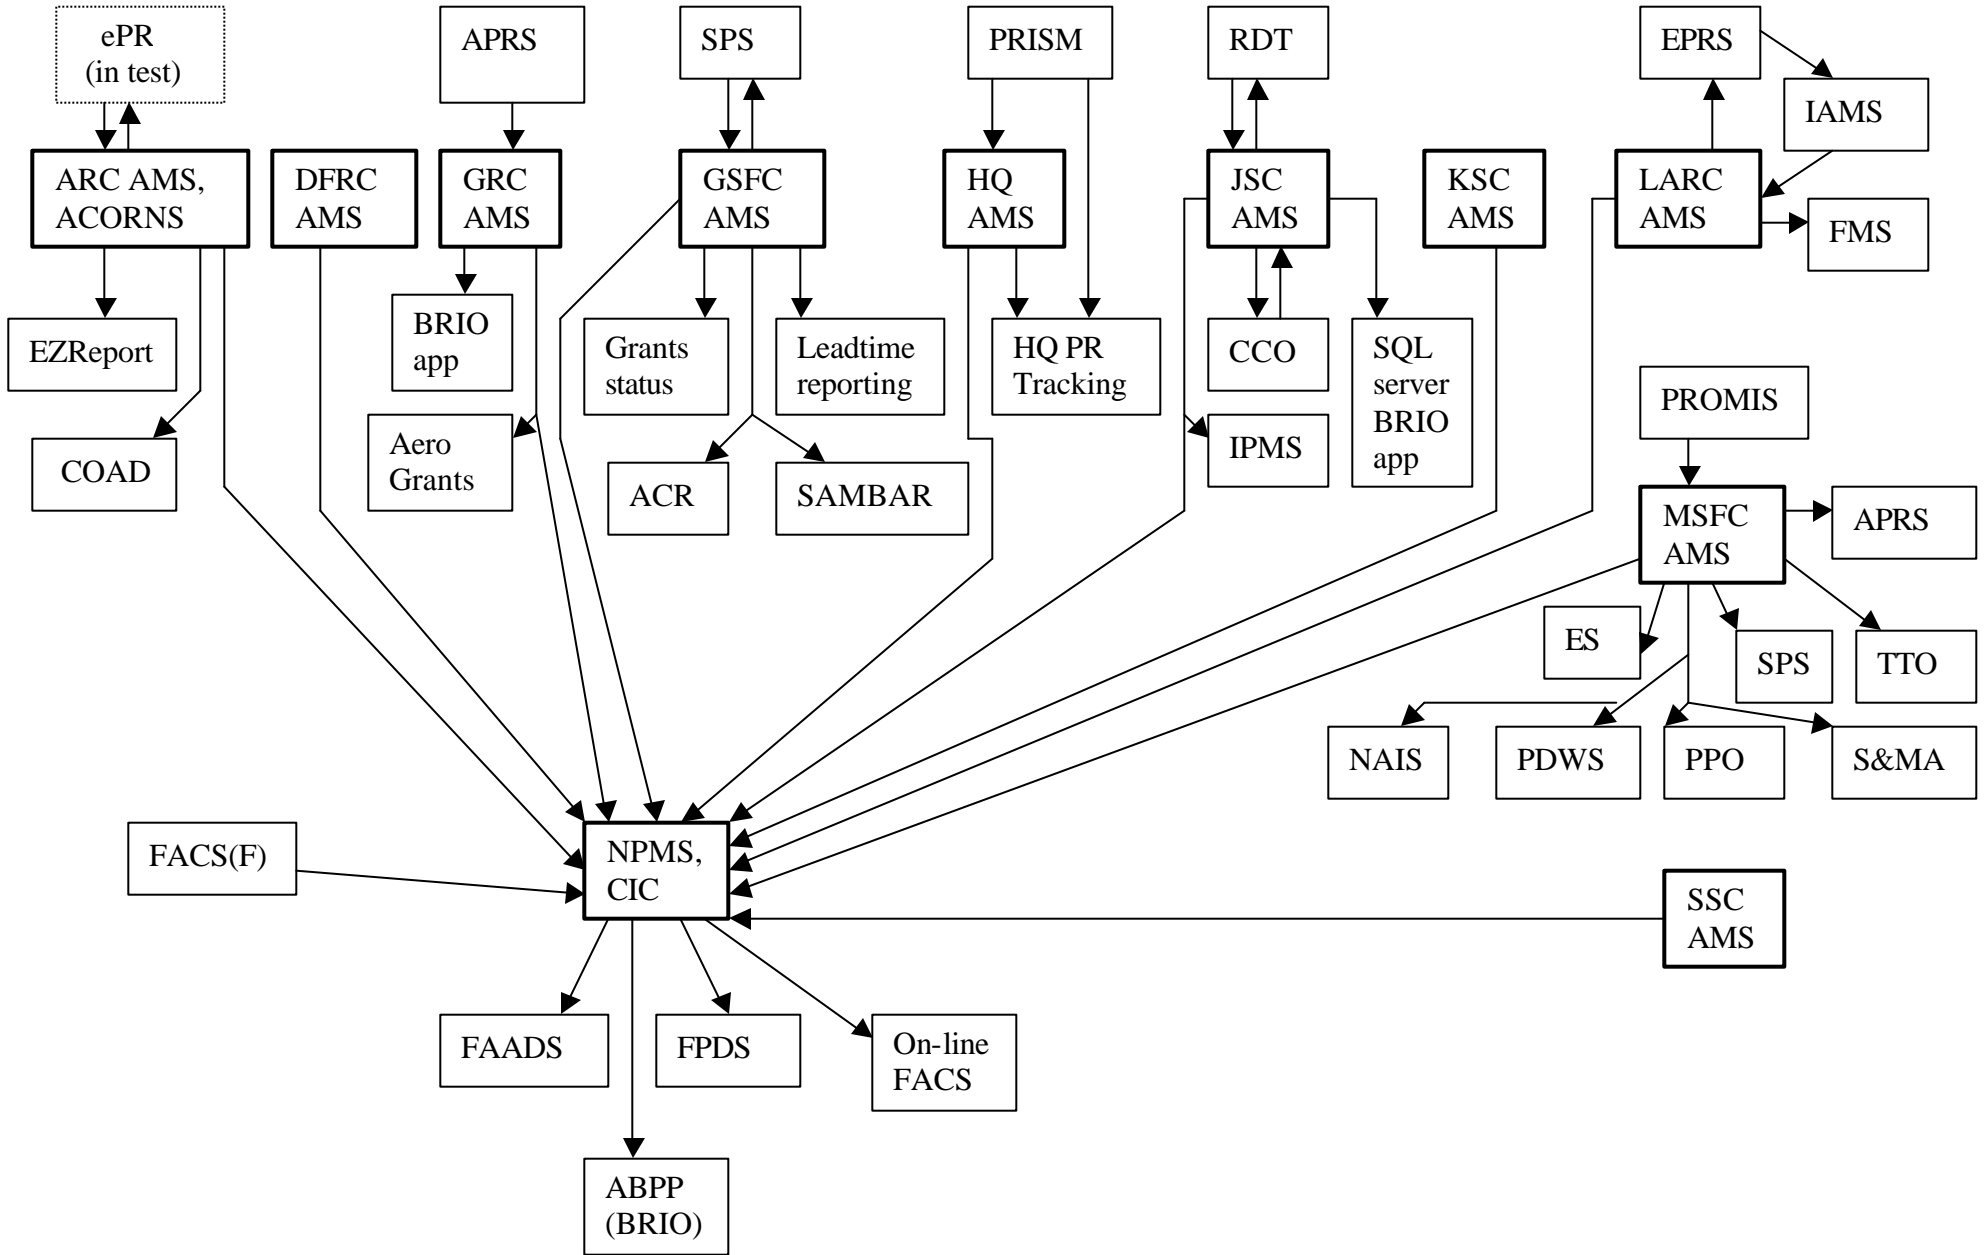 ePR
(in test)
APRS
SPS
PRISM
RDT
EPRS
IAMS
ARC AMS,
ACORNS
DFRC
AMS
GRC
AMS
GSFC
AMS
HQ
AMS
JSC
AMS
KSC
AMS
LARC
AMS
FMS
EZReport
BRIO
app
Grants
status
Leadtime
reporting
HQ PR
Tracking
CCO
SQL
server
BRIO
app
PROMIS
COAD
Aero
Grants
ACR
SAMBAR
IPMS
MSFC
AMS
APRS
ES
SPS
TTO
NAIS
PDWS
PPO
S&MA
FACS(F)
NPMS,
CIC
SSC
AMS
FAADS
FPDS
On-line
FACS
ABPP
(BRIO)